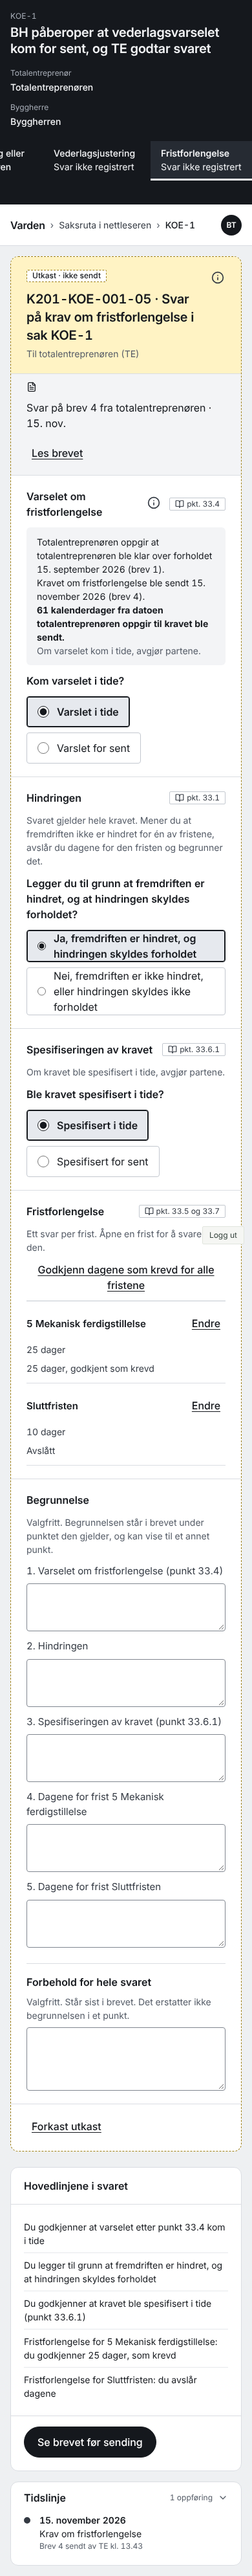 KOE-1
BH påberoper at vederlagsvarselet
kom for sent, og TE godtar svaret
Totalentreprenør
Totalentreprenøren
Byggherre
Byggherren
g eller
ren
Vederlagsjustering
Svar ikke registrert
Fristforlengelse
Svar ikke registrert
Varden › Saksruta i nettleseren › KOE-1
BT
Utkast · ikke sendt
K201-KOE-001-05 · Svar
på krav om fristforlengelse i
sak KOE-1
Til totalentreprenøren (TE)
Svar på brev 4 fra totalentreprenøren ·
15. nov.
Les brevet
Varselet om
fristforlengelse
pkt. 33.4
Totalentreprenøren oppgir at
totalentreprenøren ble klar over forholdet
15. september 2026 (brev 1).
Kravet om fristforlengelse ble sendt 15.
november 2026 (brev 4).
61 kalenderdager fra datoen
totalentreprenøren oppgir til kravet ble
sendt.
Om varselet kom i tide, avgjør partene.
Kom varselet i tide?
Varslet i tide
Varslet for sent
Hindringen
pkt. 33.1
Svaret gjelder hele kravet. Mener du at
fremdriften ikke er hindret for én av fristene,
avslår du dagene for den fristen og begrunner
det.
Legger du til grunn at fremdriften er
hindret, og at hindringen skyldes
forholdet?
Ja, fremdriften er hindret, og
hindringen skyldes forholdet
Nei, fremdriften er ikke hindret,
eller hindringen skyldes ikke
forholdet
Spesifiseringen av kravet
pkt. 33.6.1
Om kravet ble spesifisert i tide, avgjør partene.
Ble kravet spesifisert i tide?
Spesifisert i tide
Spesifisert for sent
Fristforlengelse
pkt. 33.5 og 33.7
Ett svar per frist. Åpne en frist for å svare
den.
Logg ut
Godkjenn dagene som krevd for alle
fristene
5 Mekanisk ferdigstillelse
Endre
25 dager
25 dager, godkjent som krevd
Sluttfristen
Endre
10 dager
Avslått
Begrunnelse
Valgfritt. Begrunnelsen står i brevet under
punktet den gjelder, og kan vise til et annet
punkt.
1. Varselet om fristforlengelse (punkt 33.4)
2. Hindringen
3. Spesifiseringen av kravet (punkt 33.6.1)
4. Dagene for frist 5 Mekanisk
ferdigstillelse
5. Dagene for frist Sluttfristen
Forbehold for hele svaret
Valgfritt. Står sist i brevet. Det erstatter ikke
begrunnelsen i et punkt.
Forkast utkast
Hovedlinjene i svaret
Du godkjenner at varselet etter punkt 33.4 kom
i tide
Du legger til grunn at fremdriften er hindret, og
at hindringen skyldes forholdet
Du godkjenner at kravet ble spesifisert i tide
(punkt 33.6.1)
Fristforlengelse for 5 Mekanisk ferdigstillelse:
du godkjenner 25 dager, som krevd
Fristforlengelse for Sluttfristen: du avslår
dagene
Se brevet før sending
Tidslinje
1 oppføring
15. november 2026
Krav om fristforlengelse
Brev 4 sendt av TE kl. 13.43